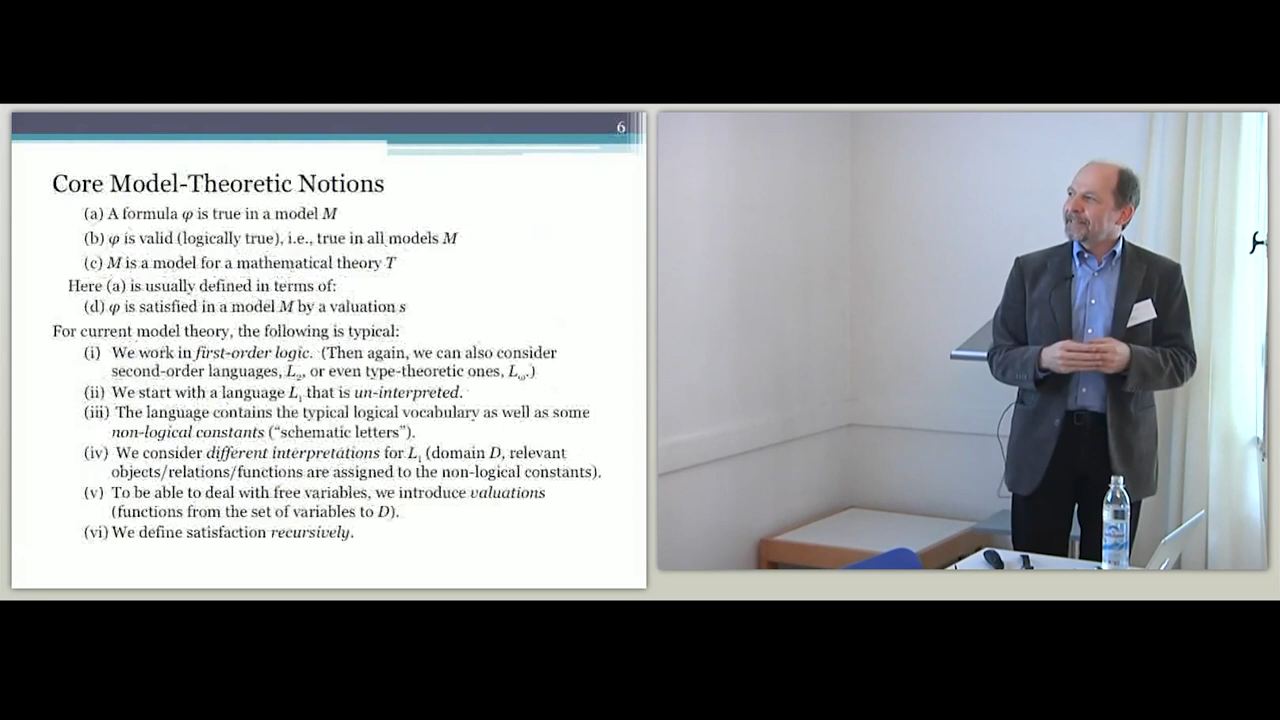 6
Core Model-Theoretic Notions
(a) A formula φ is true in a model M
(b) φ is valid (logically true), i.e., true in all models M
(c) M is a model for a mathematical theory T
Here (a) is usually defined in terms of:
(d) φ is satisfied in a model M by a valuation s
For current model theory, the following is typical:
(i) We work in first-order logic. (Then again, we can also consider
second-order languages, L₂, or even type-theoretic ones, Lω.)
(ii) We start with a language L₁ that is un-interpreted.
(iii) The language contains the typical logical vocabulary as well as some
non-logical constants (“schematic letters”).
(iv) We consider different interpretations for L₁ (domain D, relevant
objects/relations/functions are assigned to the non-logical constants).
(v) To be able to deal with free variables, we introduce valuations
(functions from the set of variables to D).
(vi) We define satisfaction recursively.